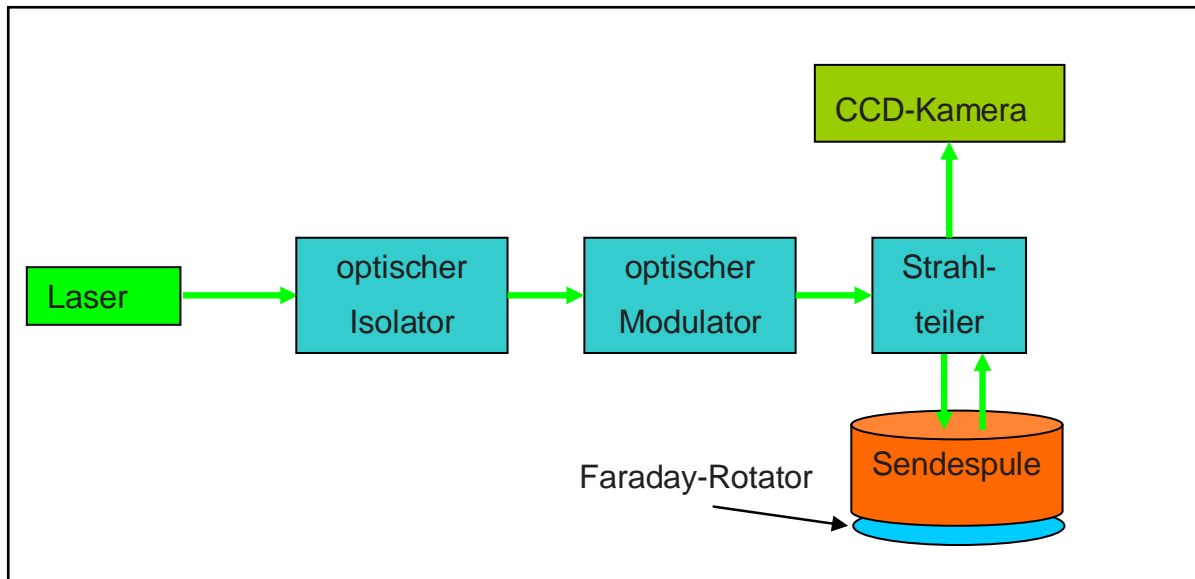 CCD-Kamera
Laser
optischer
Isolator
optischer
Modulator
Strahl-
teiler
Sendespule
Faraday-Rotator